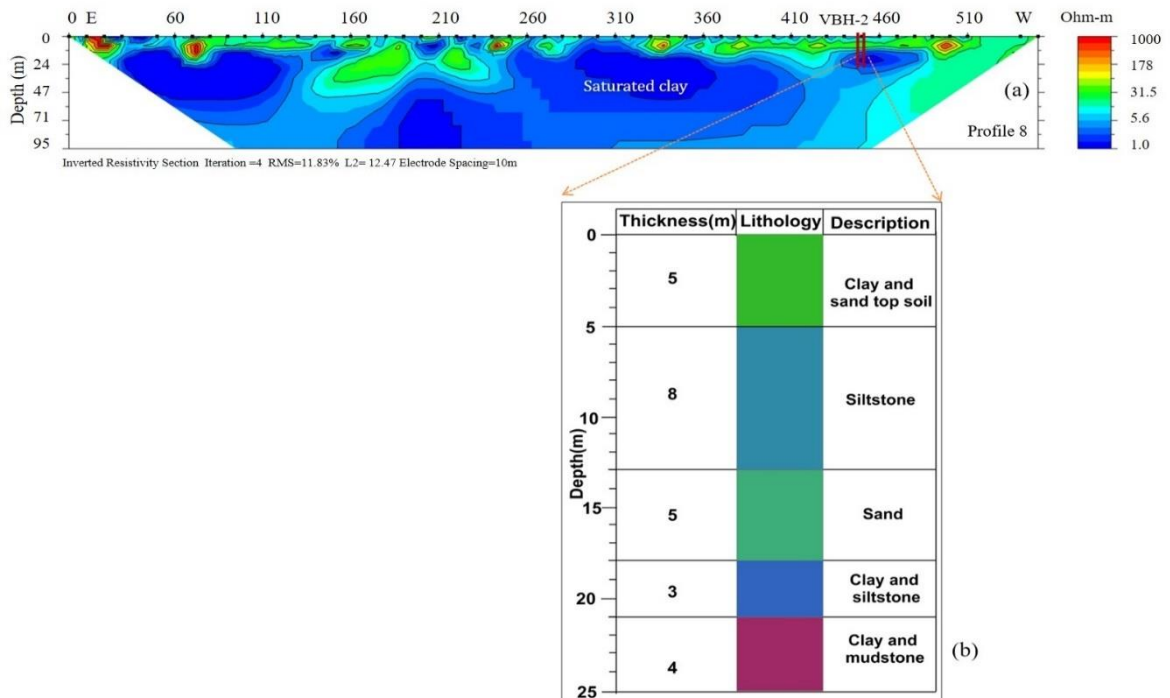 0 E 60 110 160 210 260 310 360 410 VBH-2 460 510 W Ohm-m
Depth (m)
0
24
47
71
95
Saturated clay
(a)
Profile 8
1000
178
31.5
5.6
1.0
Inverted Resistivity Section Iteration =4 RMS=11.83% L2= 12.47 Electrode Spacing=10m
Thickness(m) Lithology Description
Depth(m)
0
5
10
15
20
25
5 Clay and
sand top soil
8 Siltstone
5 Sand
3 Clay and
siltstone
4 Clay and
mudstone
(b)